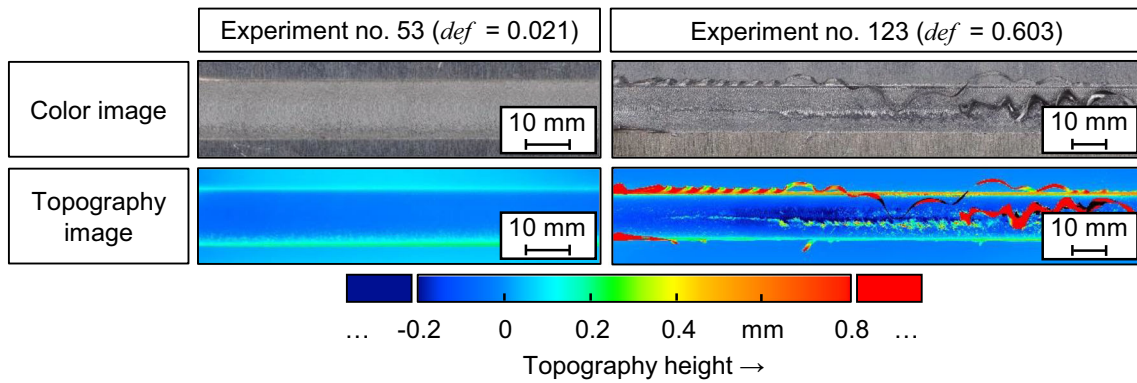 Experiment no. 53 (def = 0.021)
Experiment no. 123 (def = 0.603)
Color image
10 mm
10 mm
Topography
image
10 mm
10 mm
... -0.2 0 0.2 0.4 mm 0.8 ...
Topography height →